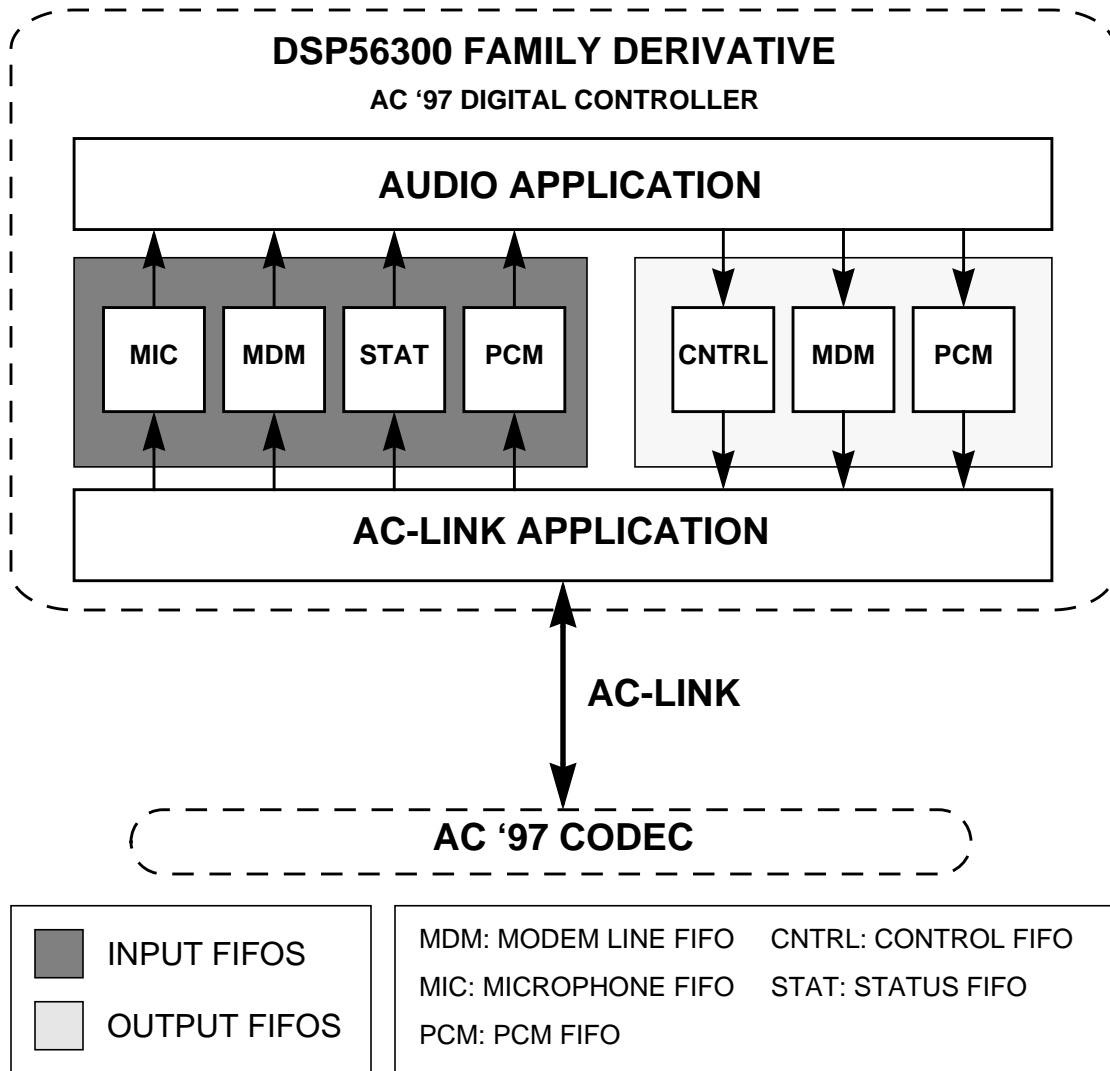 DSP56300 FAMILY DERIVATIVE
AC ‘97 DIGITAL CONTROLLER
AUDIO APPLICATION
MIC MDM STAT PCM CNTRL MDM PCM
AC-LINK APPLICATION
AC-LINK
AC ‘97 CODEC
INPUT FIFOS
OUTPUT FIFOS
MDM: MODEM LINE FIFO CNTRL: CONTROL FIFO
MIC: MICROPHONE FIFO STAT: STATUS FIFO
PCM: PCM FIFO